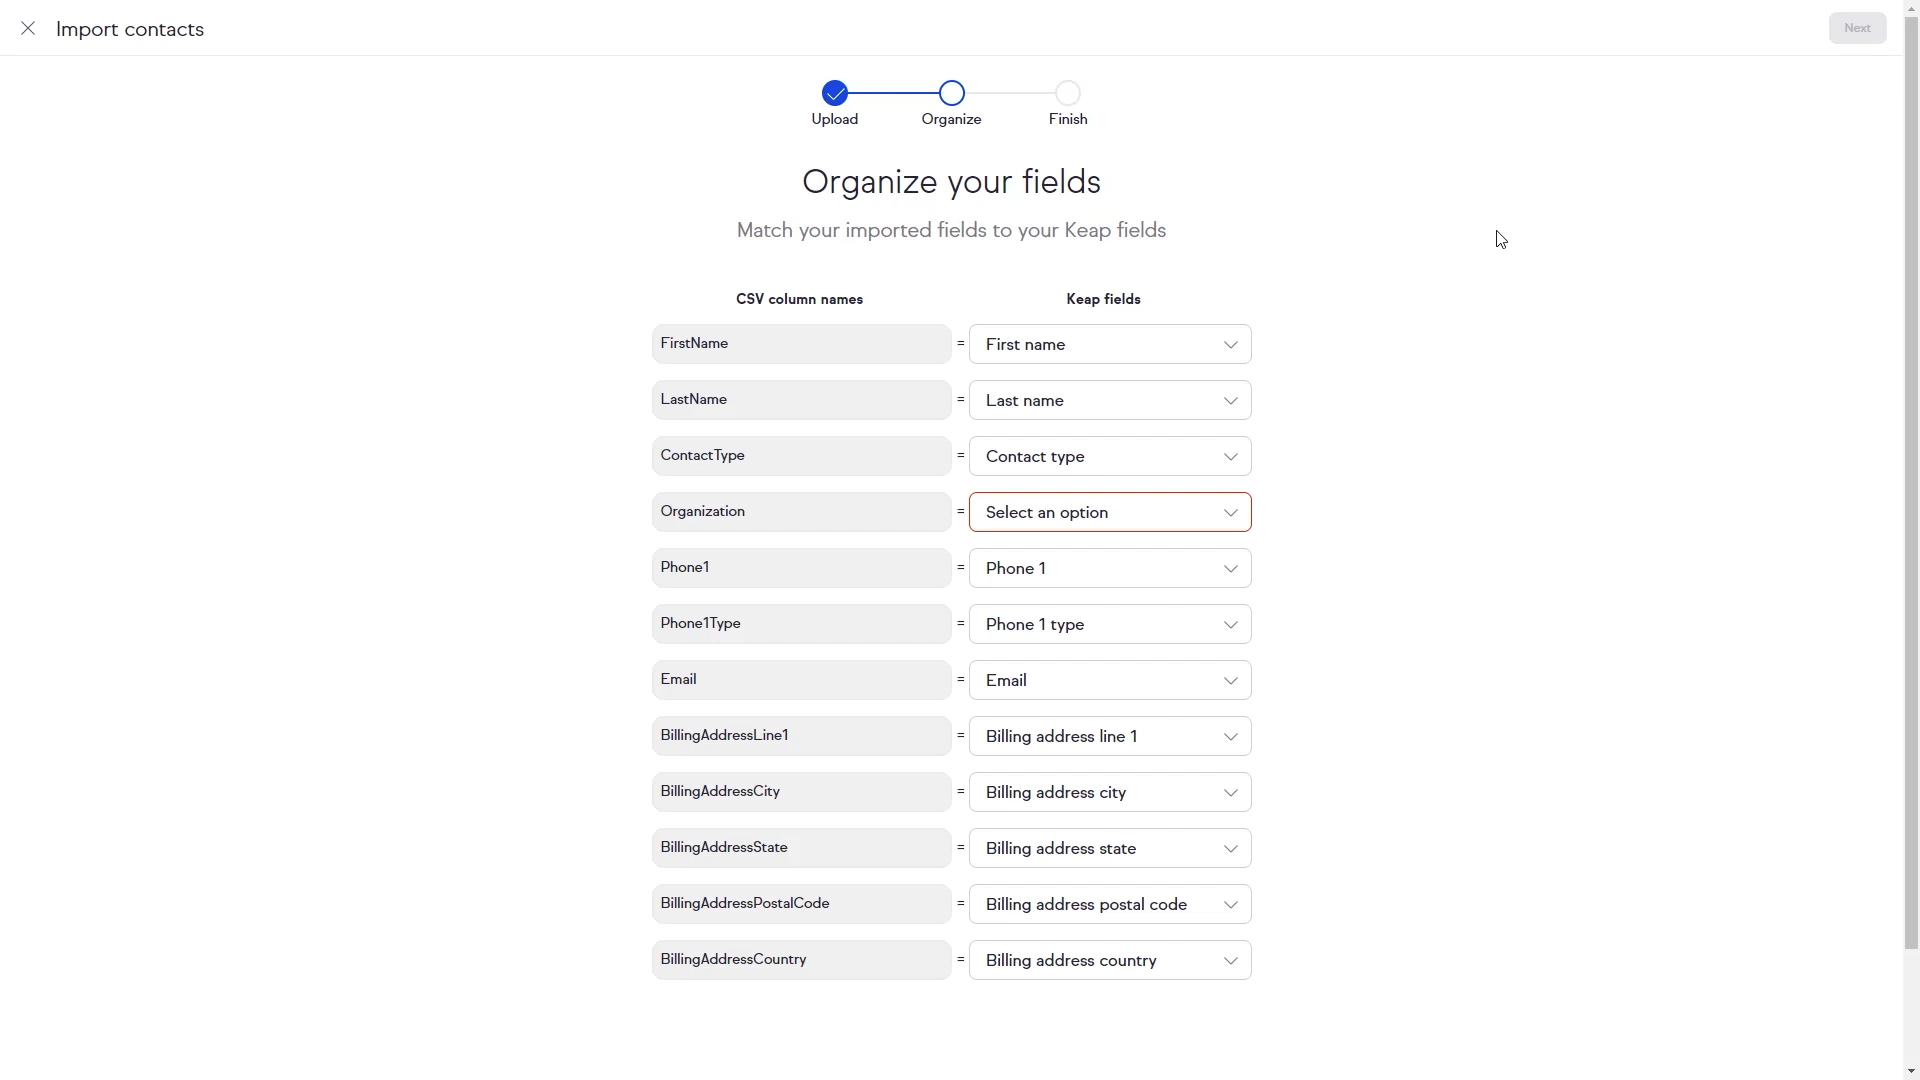 Import contacts
Next
Upload
Organize
Finish
Organize your fields
Match your imported fields to your Keap fields
CSV column names
Keap fields
FirstName = First name
LastName = Last name
ContactType = Contact type
Organization = Select an option
Phone1 = Phone 1
Phone1Type = Phone 1 type
Email = Email
BillingAddressLine1 = Billing address line 1
BillingAddressCity = Billing address city
BillingAddressState = Billing address state
BillingAddressPostalCode = Billing address postal code
BillingAddressCountry = Billing address country